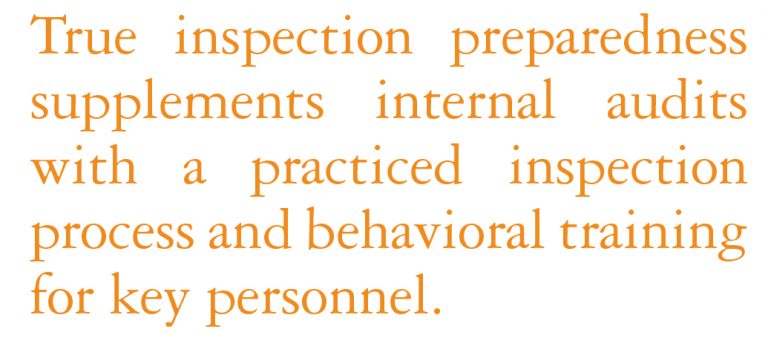 True inspection preparedness
supplements internal audits
with a practiced inspection
process and behavioral training
for key personnel.